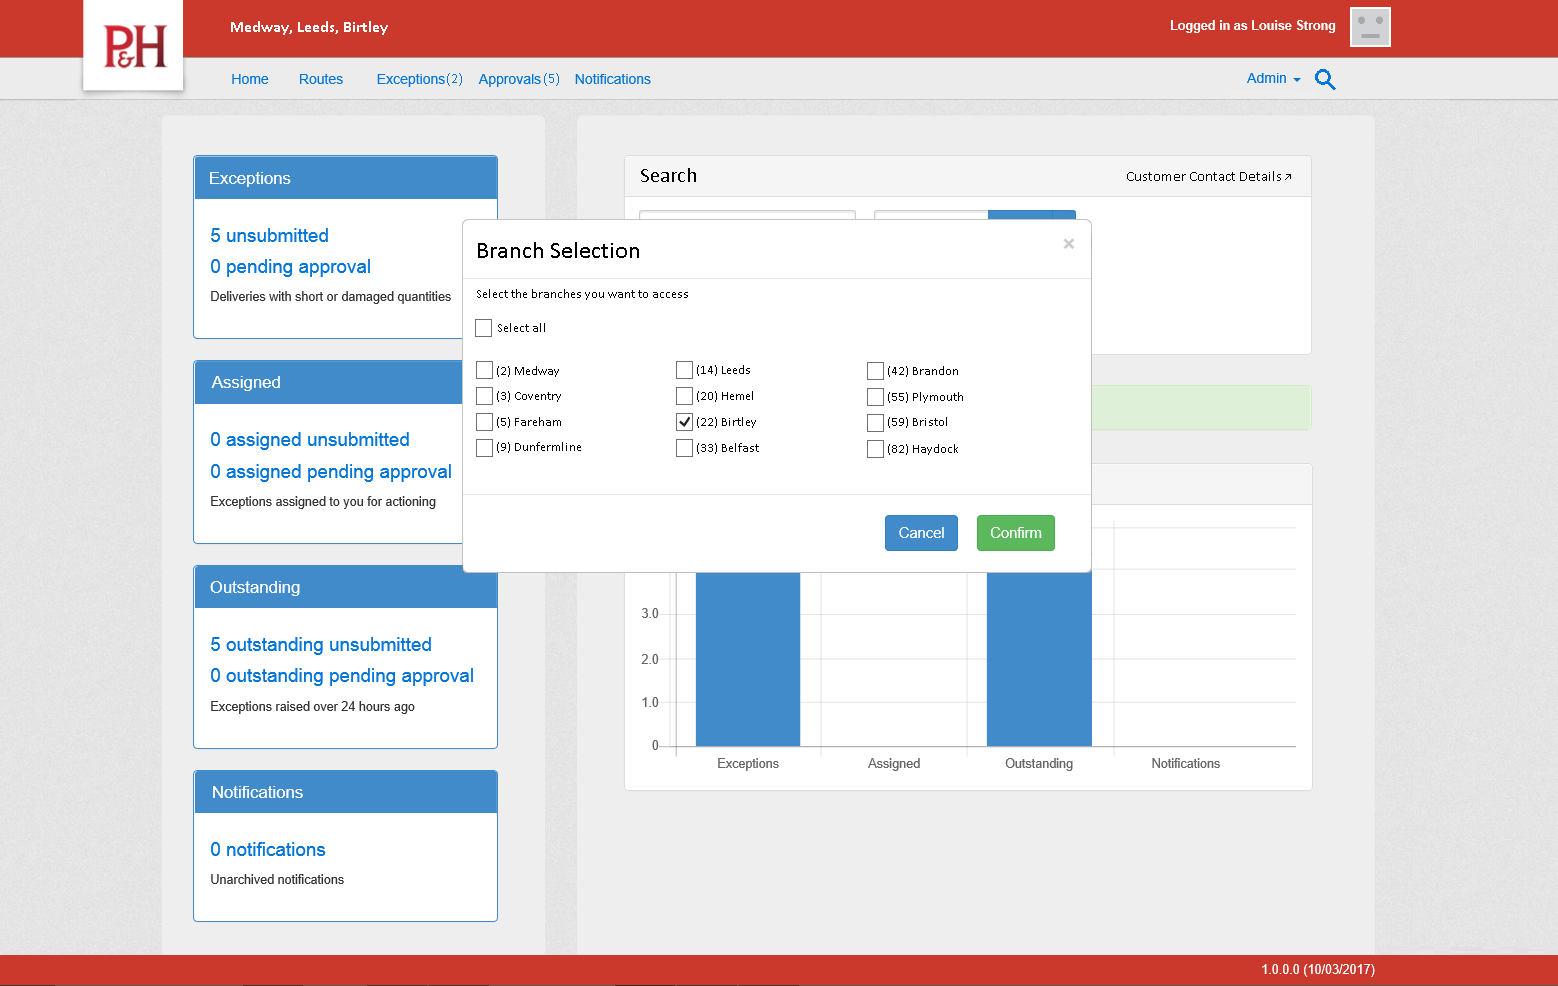 P&H
Medway, Leeds, Birtley
Logged in as Louise Strong
Home Routes Exceptions(2) Approvals(5) Notifications
Admin
Exceptions
5 unsubmitted
0 pending approval
Deliveries with short or damaged quantities
Assigned
0 assigned unsubmitted
0 assigned pending approval
Exceptions assigned to you for actioning
Outstanding
5 outstanding unsubmitted
0 outstanding pending approval
Exceptions raised over 24 hours ago
Notifications
0 notifications
Unarchived notifications
Search
Customer Contact Details
Branch Selection ×
Select the branches you want to access
Select all
(2) Medway (14) Leeds (42) Brandon
(3) Coventry (20) Hemel (55) Plymouth
(5) Fareham (22) Birtley (59) Bristol
(9) Dunfermline (33) Belfast (82) Haydock
Cancel Confirm
3.0
2.0
1.0
0
Exceptions Assigned Outstanding Notifications
1.0.0.0 (10/03/2017)